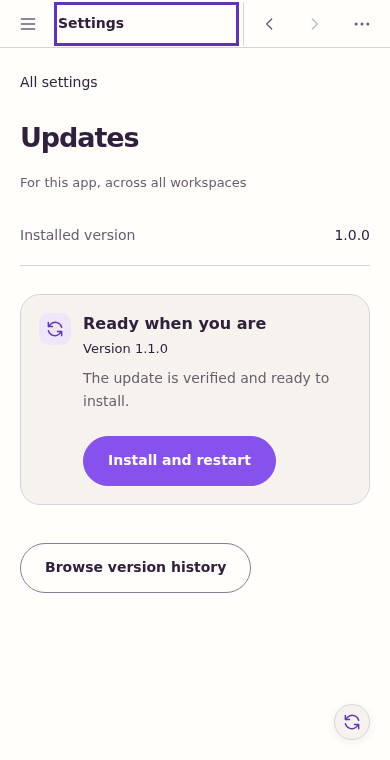 Settings
All settings
Updates
For this app, across all workspaces
Installed version 1.0.0
Ready when you are
Version 1.1.0
The update is verified and ready to
install.
Install and restart
Browse version history